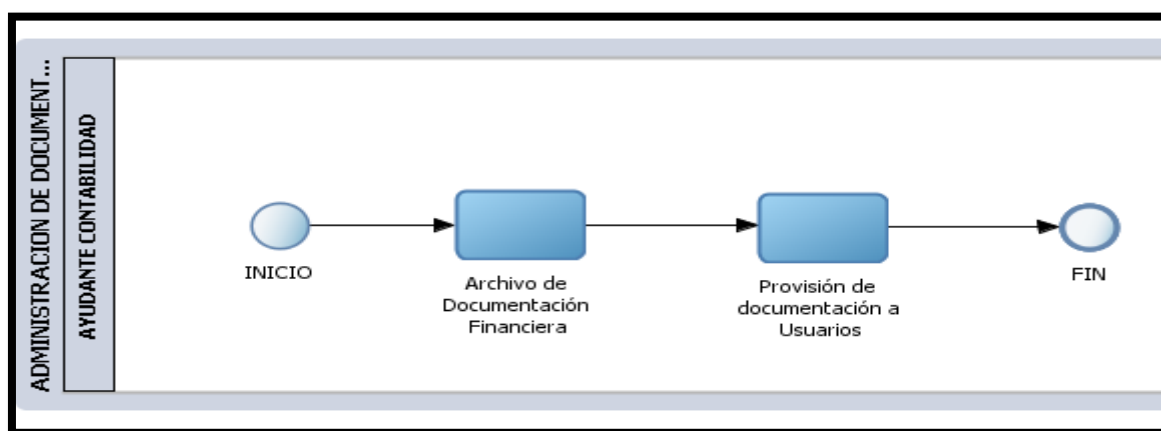 ADMINISTRACION DE DOCUMENT...
AYUDANTE CONTABILIDAD
INICIO
Archivo de
Documentación
Financiera
Provisión de
documentación a
Usuarios
FIN